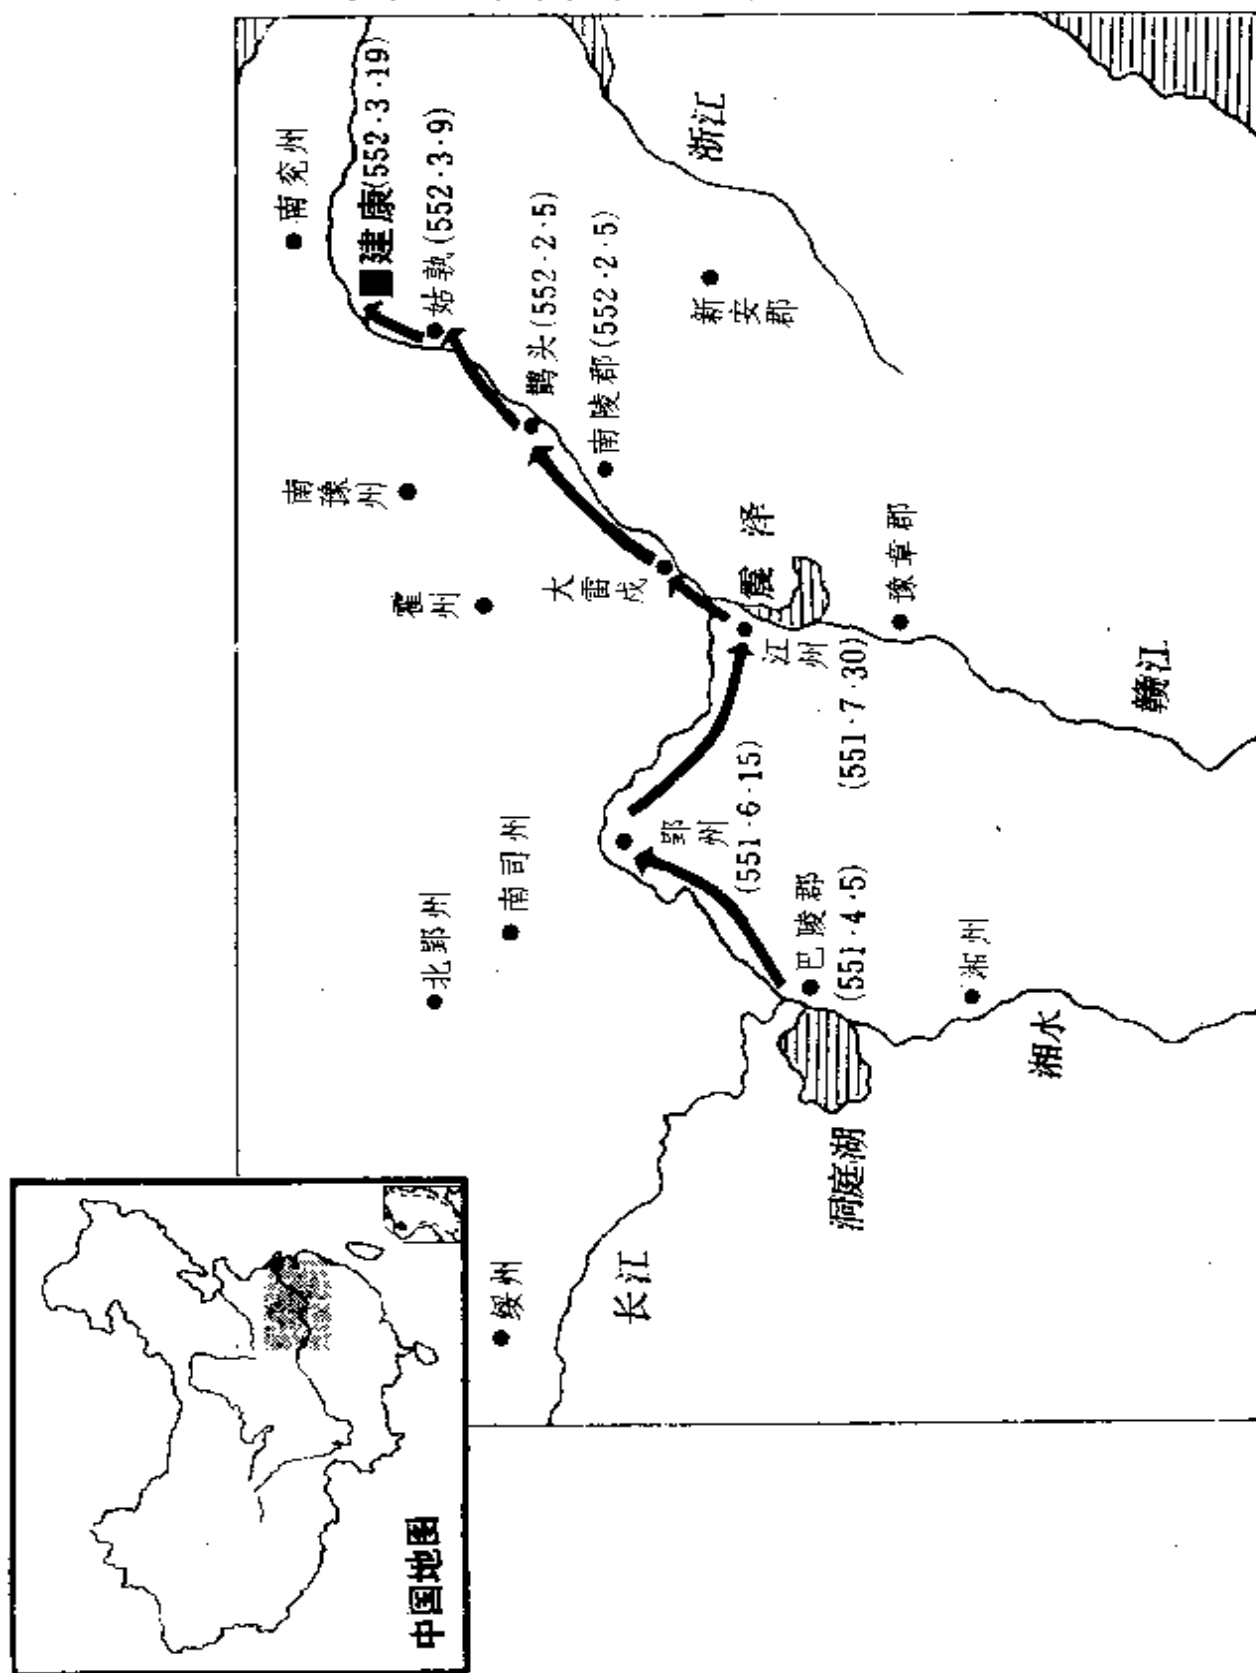 中国地图
绥州
长江
洞庭湖
湘水
湘州
巴陵郡
(551·4·5)
北郢州
南司州
郢州
(551·6·15)
江州
(551·7·30)
霞泽
豫章郡
赣江
大雷戍
霍州
南豫州
南陵郡(552·2·5)
鹊头(552·2·5)
姑孰(552·3·9)
建康(552·3·19)
南兖州
新安郡
浙江